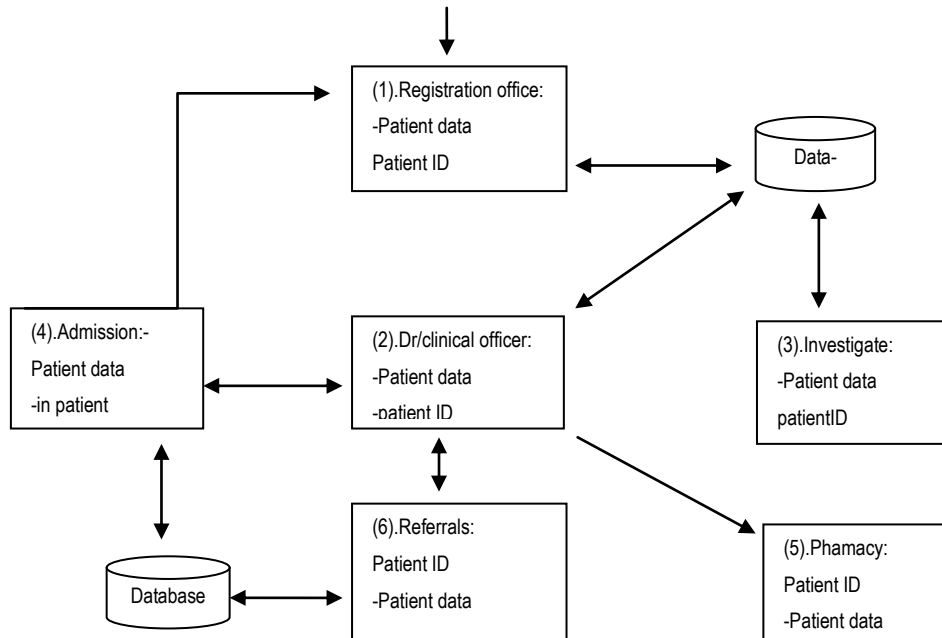 (1).Registration office:
-Patient data
Patient ID
Data-
(4).Admission:-
Patient data
-in patient
(2).Dr/clinical officer:
-Patient data
-patient ID
(3).Investigate:
-Patient data
patientID
(6).Referrals:
Patient ID
-Patient data
(5).Phamacy:
Patient ID
-Patient data
Database